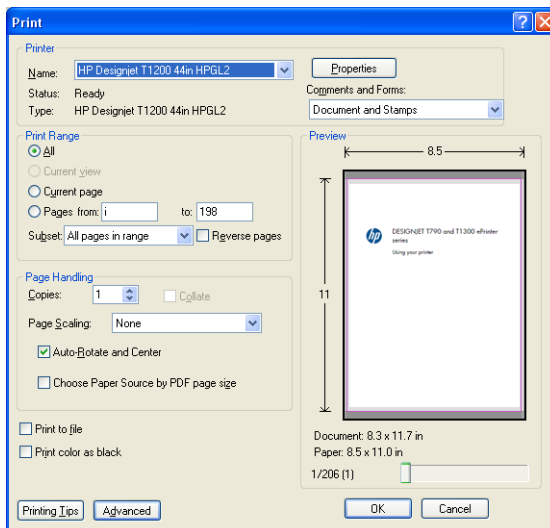 Print
Printer
Name: HP Designjet T1200 44in HPGL2
Properties
Status: Ready
Comments and Forms:
Type: HP Designjet T1200 44in HPGL2
Document and Stamps
Print Range
All
Current view
Current page
Pages from: i to: 198
Subset: All pages in range Reverse pages
Page Handling
Copies: 1 Collate
Page Scaling: None
Auto-Rotate and Center
Choose Paper Source by PDF page size
Print to file
Print color as black
Preview
8.5
11
hp DESIGNJET T790 and T1300 ePrinter
series
Using your printer
Document: 8.3 x 11.7 in
Paper: 8.5 x 11.0 in
1/206 (1)
Printing Tips Advanced OK Cancel